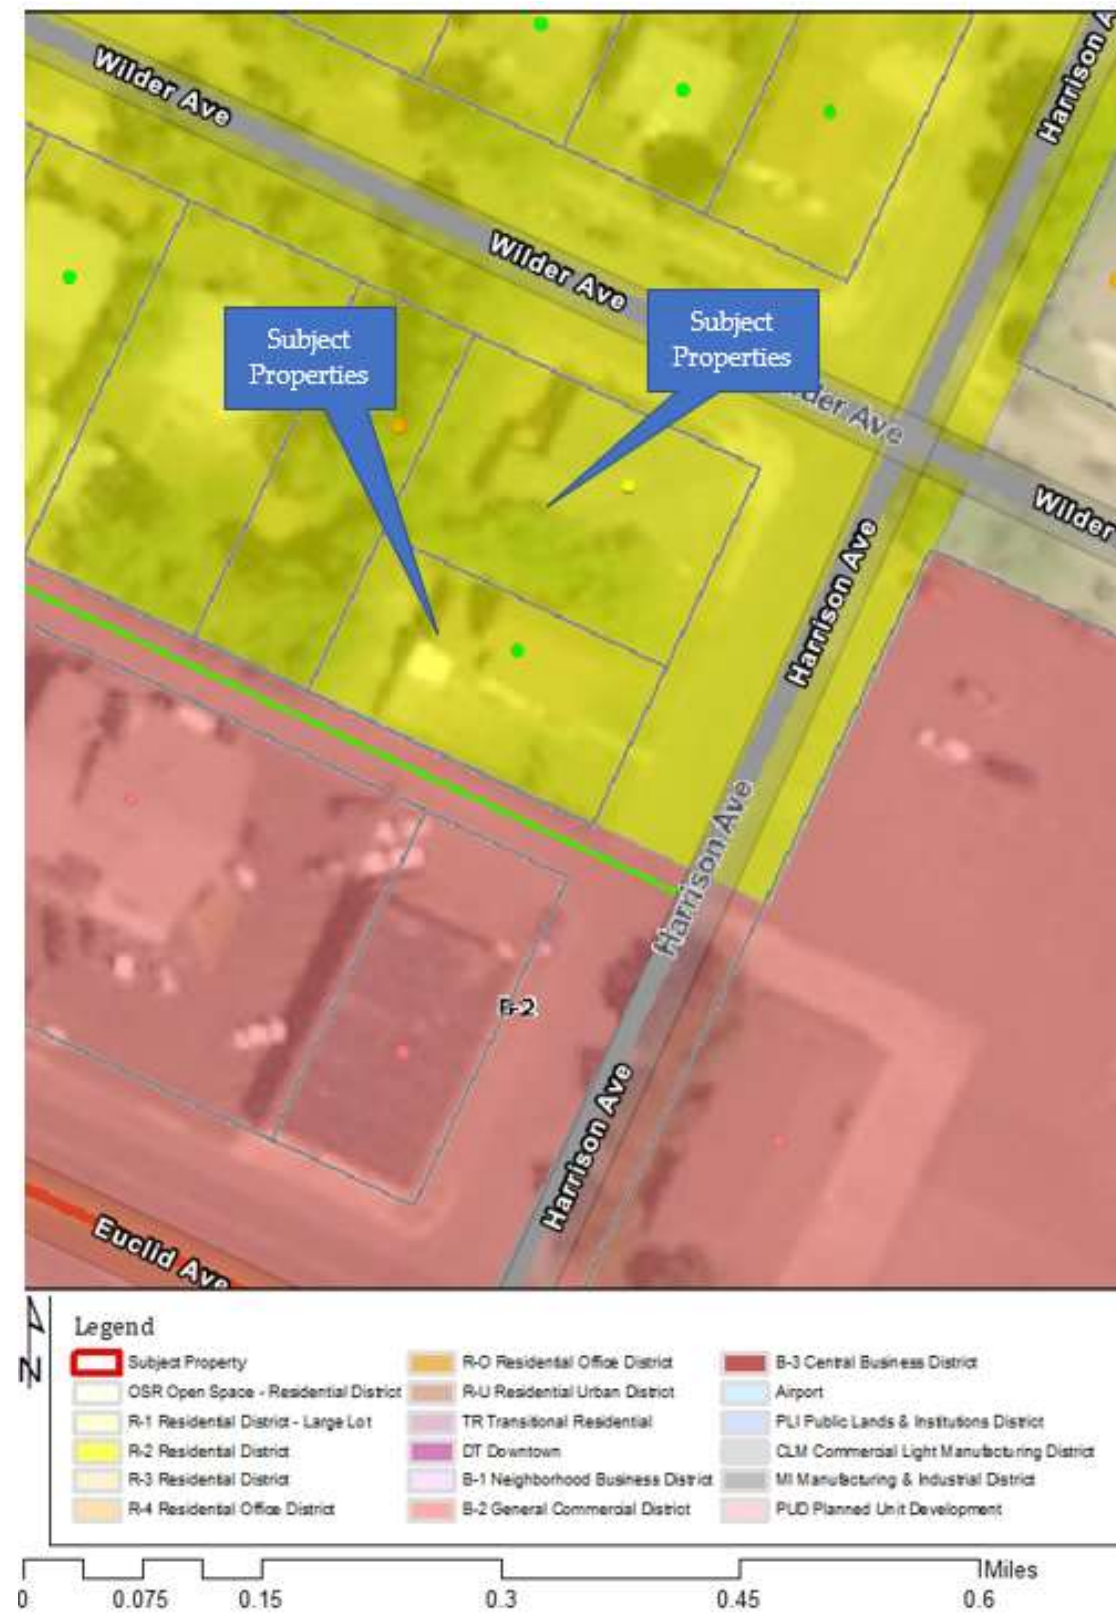 Wilder Ave
Harrison A
Wilder Ave
Subject
Properties
Subject
Properties
der Ave
Wilder
Harrison Ave
Harrison Ave
B-2
Harrison Ave
Euclid Ave
N
Legend
Subject Property
OSR Open Space - Residential District
R-1 Residential District - Large Lot
R-2 Residential District
R-3 Residential District
R-4 Residential Office District
R-O Residential Office District
R-U Residential Urban District
TR Transitional Residential
DT Downtown
B-1 Neighborhood Business District
B-2 General Commercial District
B-3 Central Business District
Airport
PLI Public Lands & Institutions District
CLM Commercial Light Manufacturing District
MI Manufacturing & Industrial District
PUD Planned Unit Development
Miles
0 0.075 0.15 0.3 0.45 0.6